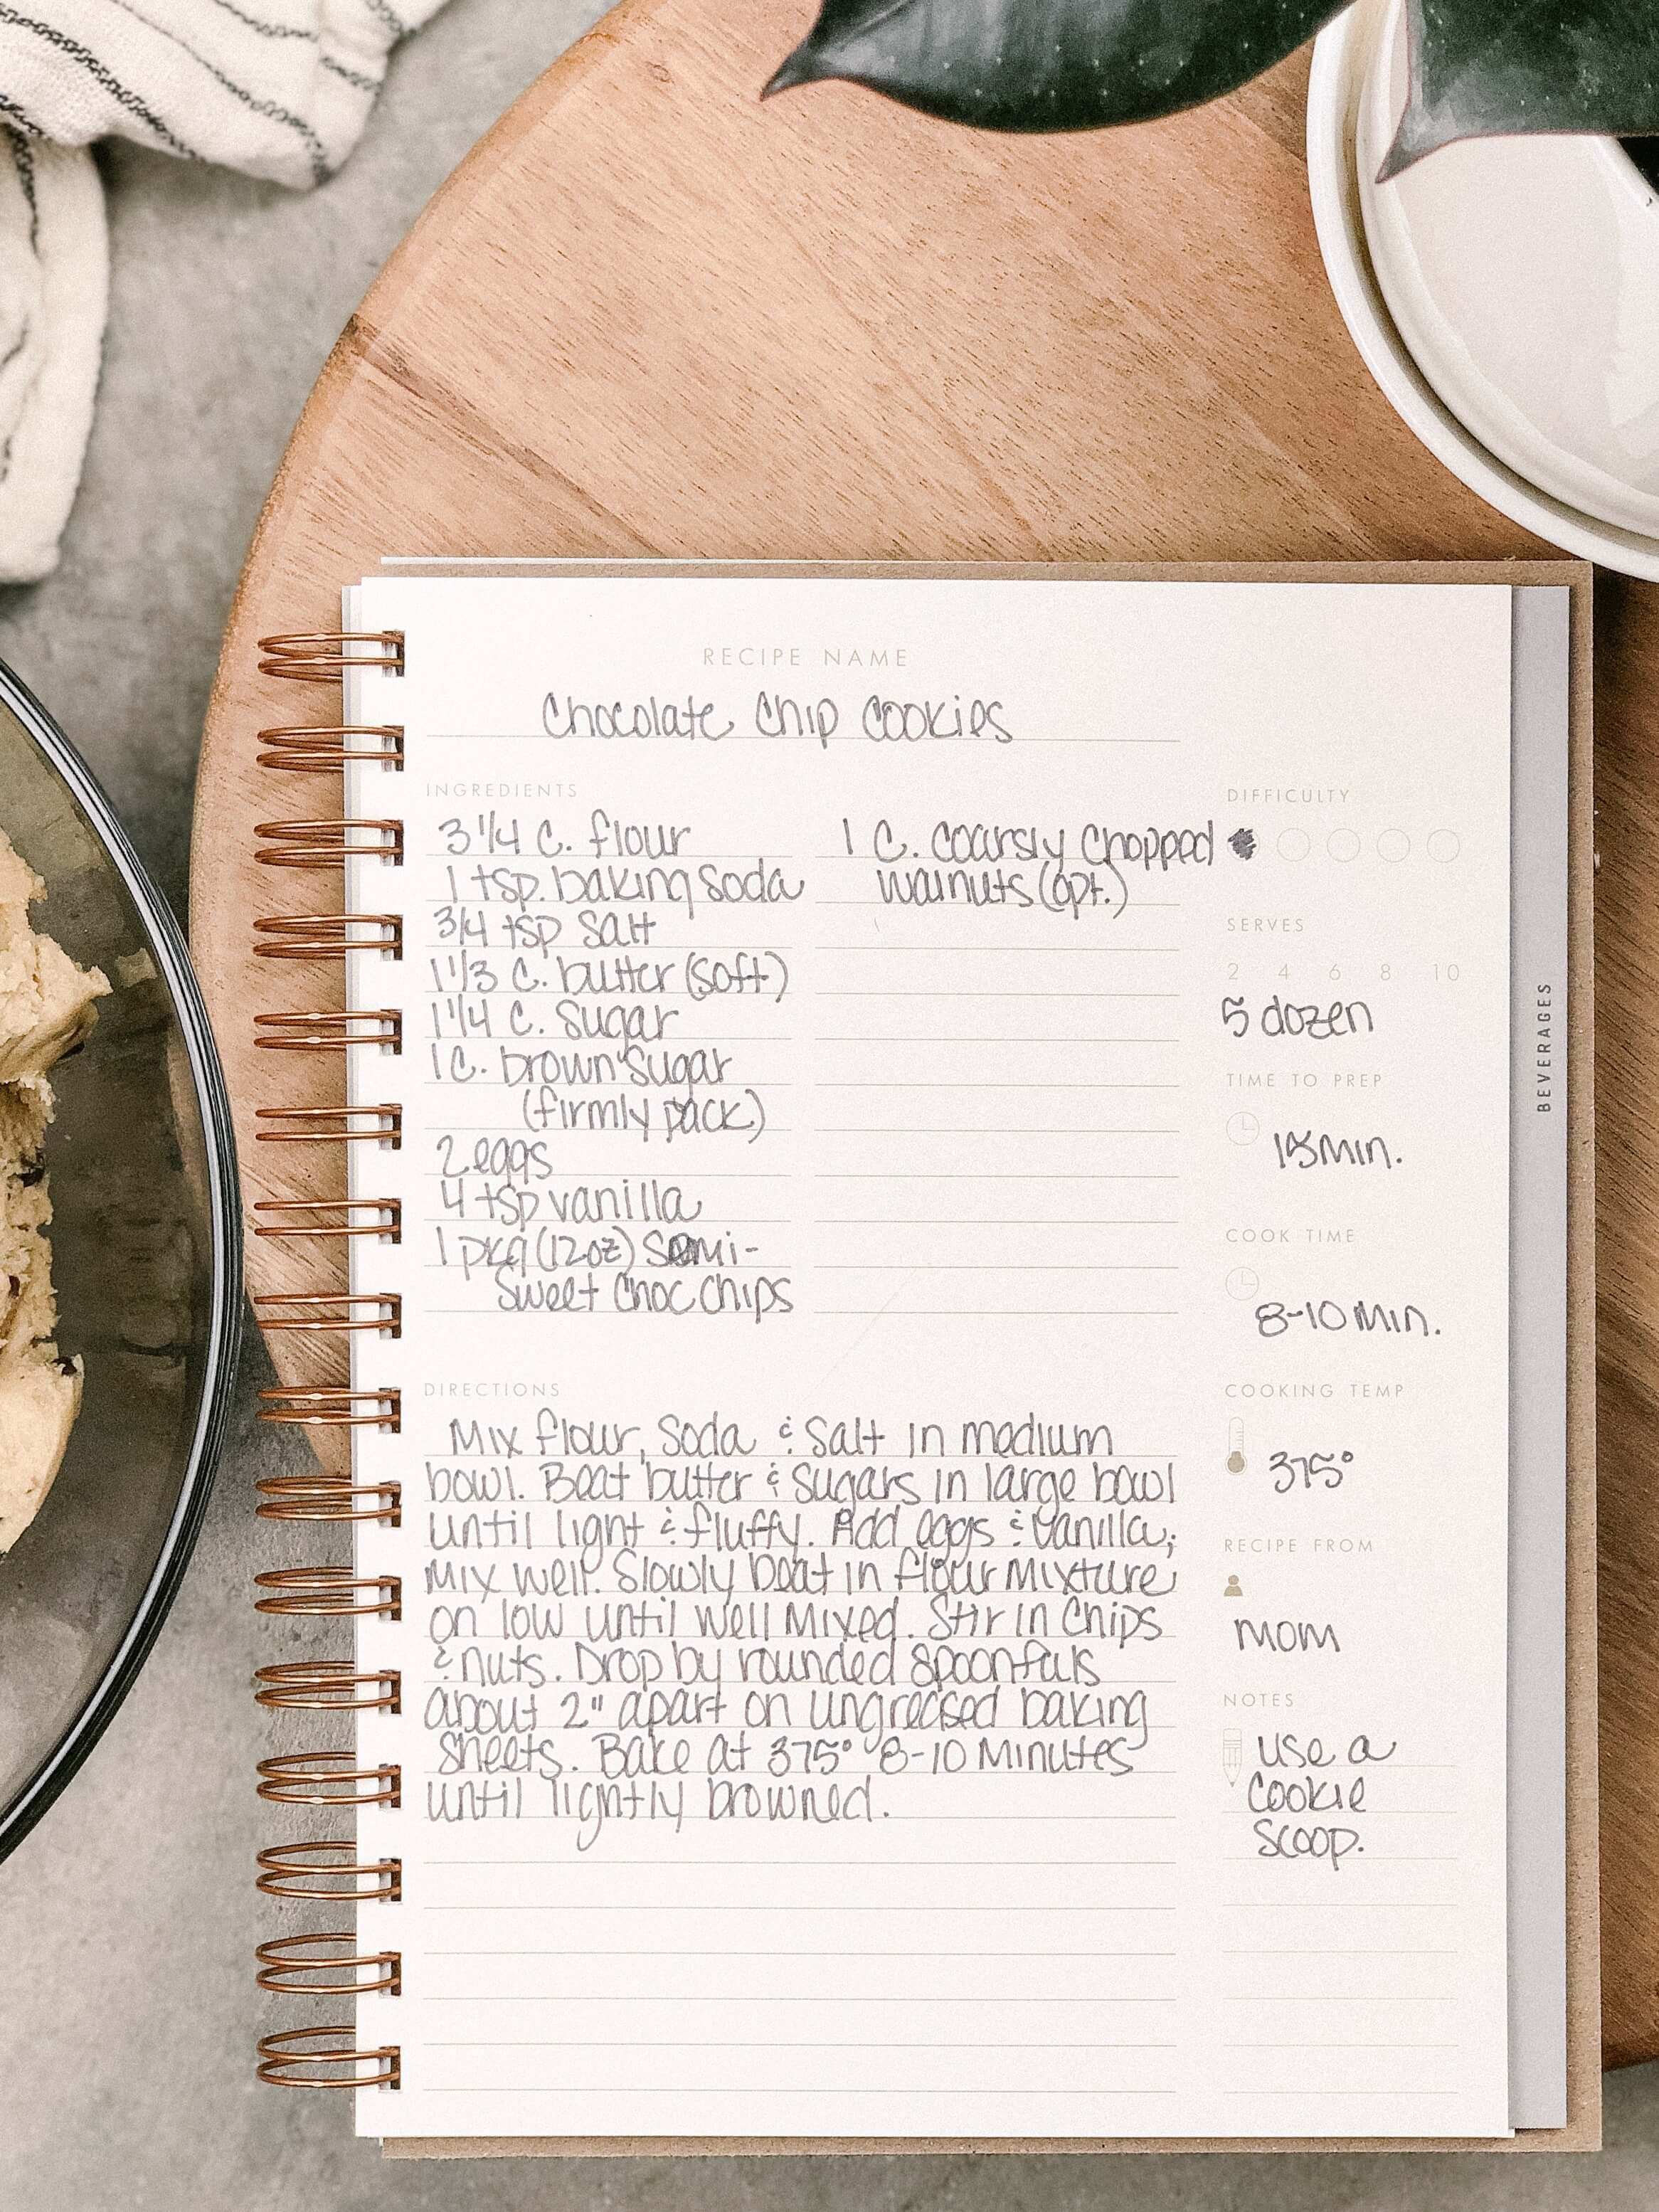 RECIPE NAME
Chocolate Chip Cookies
INGREDIENTS
3 1/4 C. flour
1 tsp. baking soda
3/4 tsp salt
1 1/3 C. butter (soft)
1 1/4 C. sugar
1 C. brown sugar
(firmly pack)
2 eggs
4 tsp vanilla
1 pkg (12oz) semi-
sweet choc chips
1 C. coarsly chopped
walnuts (opt.)
DIFFICULTY
SERVES
2 4 6 8 10
5 dozen
TIME TO PREP
15 min.
COOK TIME
8-10 min.
COOKING TEMP
375°
RECIPE FROM
mom
NOTES
use a
cookie
scoop.
DIRECTIONS
Mix flour, soda & salt in medium
bowl. Beat butter & sugars in large bowl
until light & fluffy. Add eggs & vanilla;
mix well. Slowly beat in flour mixture
on low until well mixed. Stir in chips
& nuts. Drop by rounded spoonfuls
about 2" apart on ungreased baking
sheets. Bake at 375° 8-10 minutes
until lightly browned.
BEVERAGES